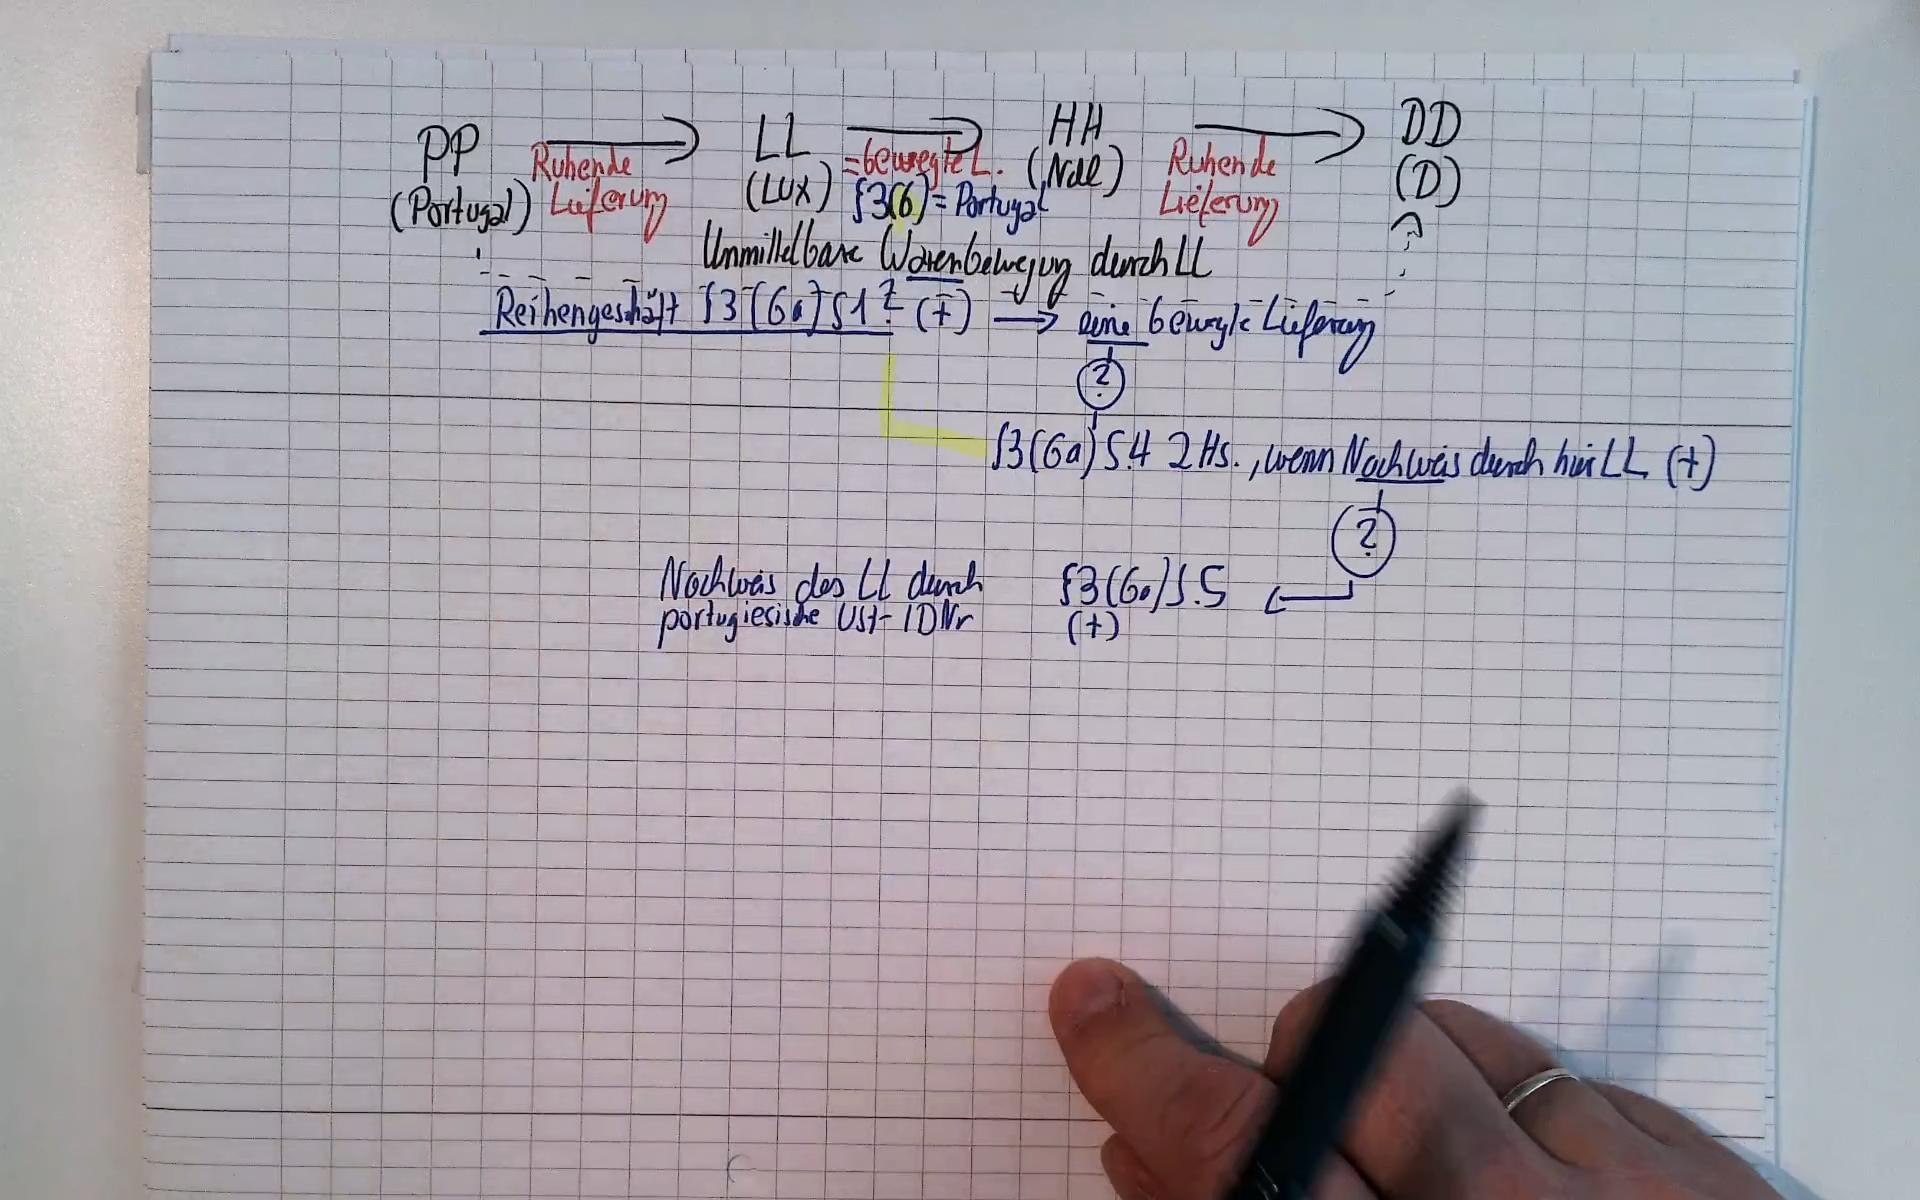 PP LL HH DD
Ruhende =bewegte L. Ruhende
(Portugal) Lieferung (LUX) (Ndl) Lieferung (D)
§3(6)=Portugal
Unmittelbare Warenbewegung durch LL
Reihengeschäft §3(6a) S1? (+) → eine bewegte Lieferung
?
§3(6a) S.4 2 Hs., wenn Nachweis durch hier LL (+)
?
Nachweis des LL durch §3(6a) S.5
portugiesische USt-IDNr (+)